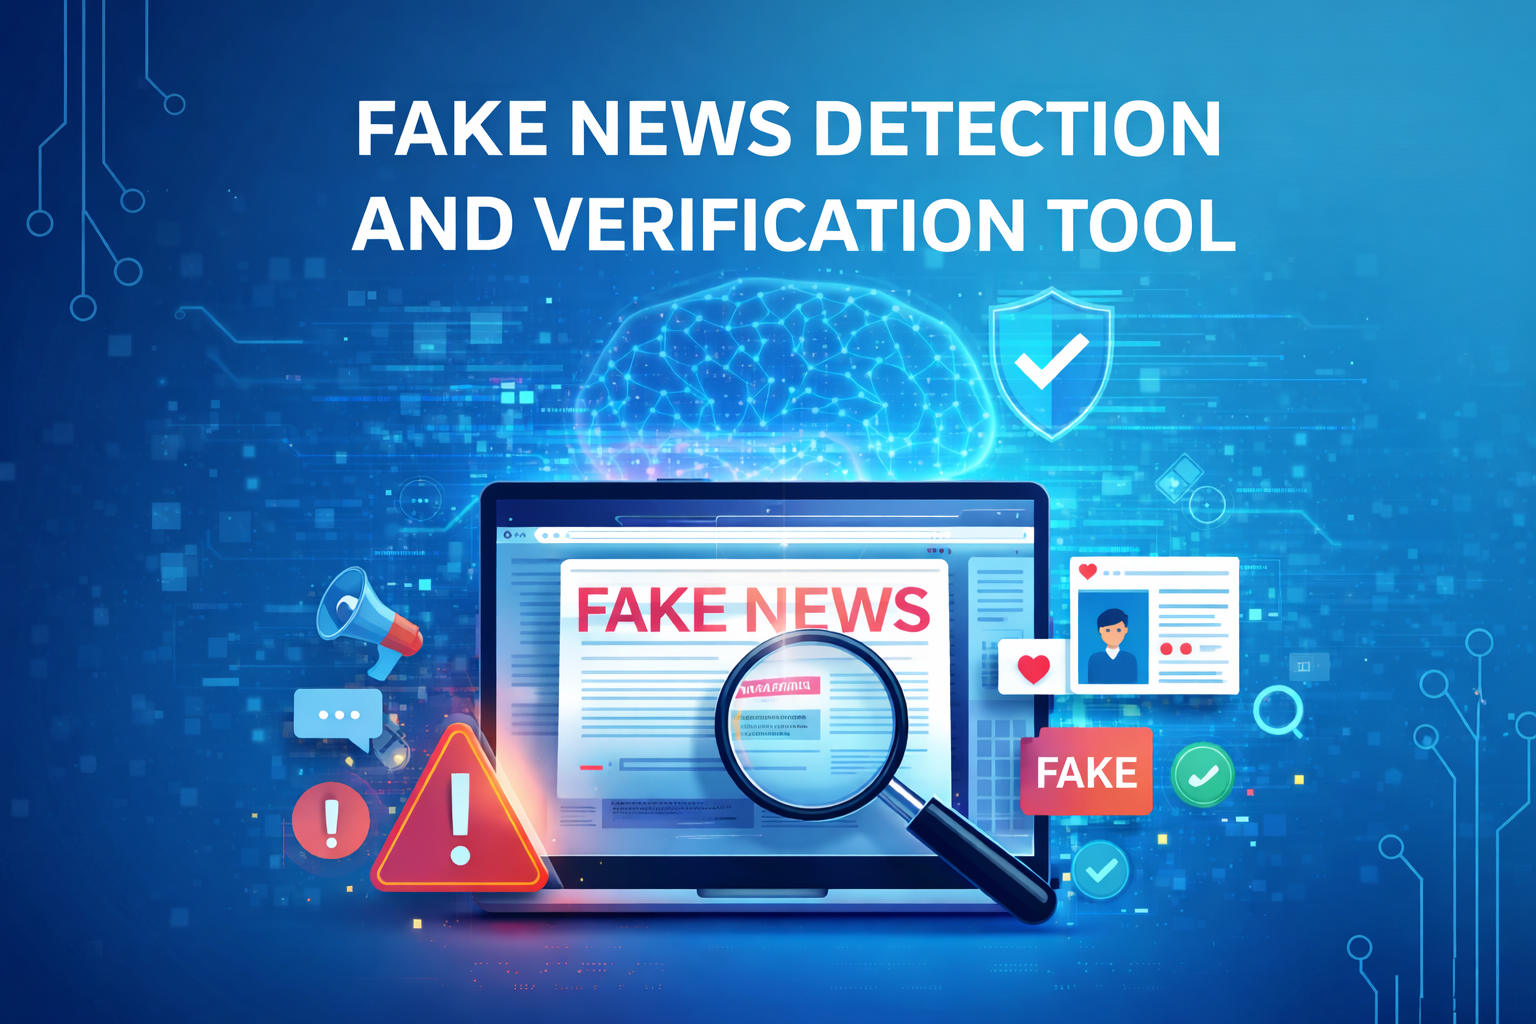 FAKE NEWS DETECTION
AND VERIFICATION TOOL
FAKE NEWS
FAKE